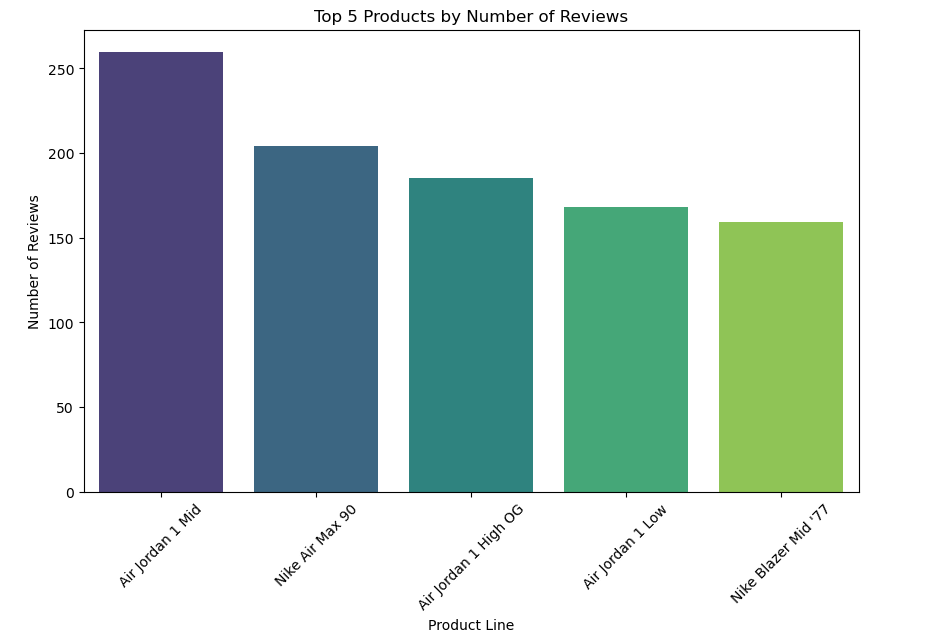 Top 5 Products by Number of Reviews
Number of Reviews
250
200
150
100
50
0
Air Jordan 1 Mid
Nike Air Max 90
Air Jordan 1 High OG
Air Jordan 1 Low
Nike Blazer Mid '77
Product Line